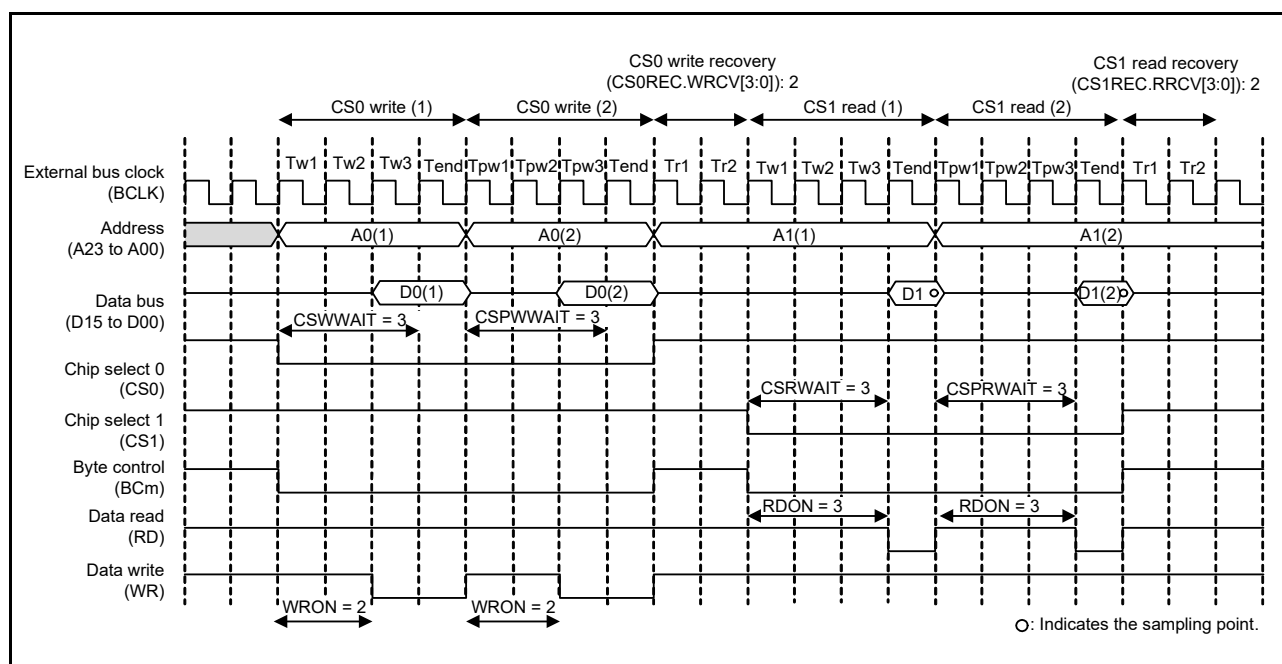 CS0 write recovery
(CS0REC.WRCV[3:0]): 2
CS1 read recovery
(CS1REC.RRCV[3:0]): 2
CS0 write (1) CS0 write (2) CS1 read (1) CS1 read (2)
Tw1 Tw2 Tw3 Tend Tpw1 Tpw2 Tpw3 Tend Tr1 Tr2 Tw1 Tw2 Tw3 Tend Tpw1 Tpw2 Tpw3 Tend Tr1 Tr2
External bus clock
(BCLK)
Address
(A23 to A00)
A0(1) A0(2) A1(1) A1(2)
Data bus
(D15 to D00)
D0(1) D0(2) D1 D1(2)
CSWWAIT = 3 CSPWWAIT = 3
Chip select 0
(CS0)
CSRWAIT = 3 CSPRWAIT = 3
Chip select 1
(CS1)
Byte control
(BCm)
RDON = 3 RDON = 3
Data read
(RD)
Data write
(WR)
WRON = 2 WRON = 2
: Indicates the sampling point.